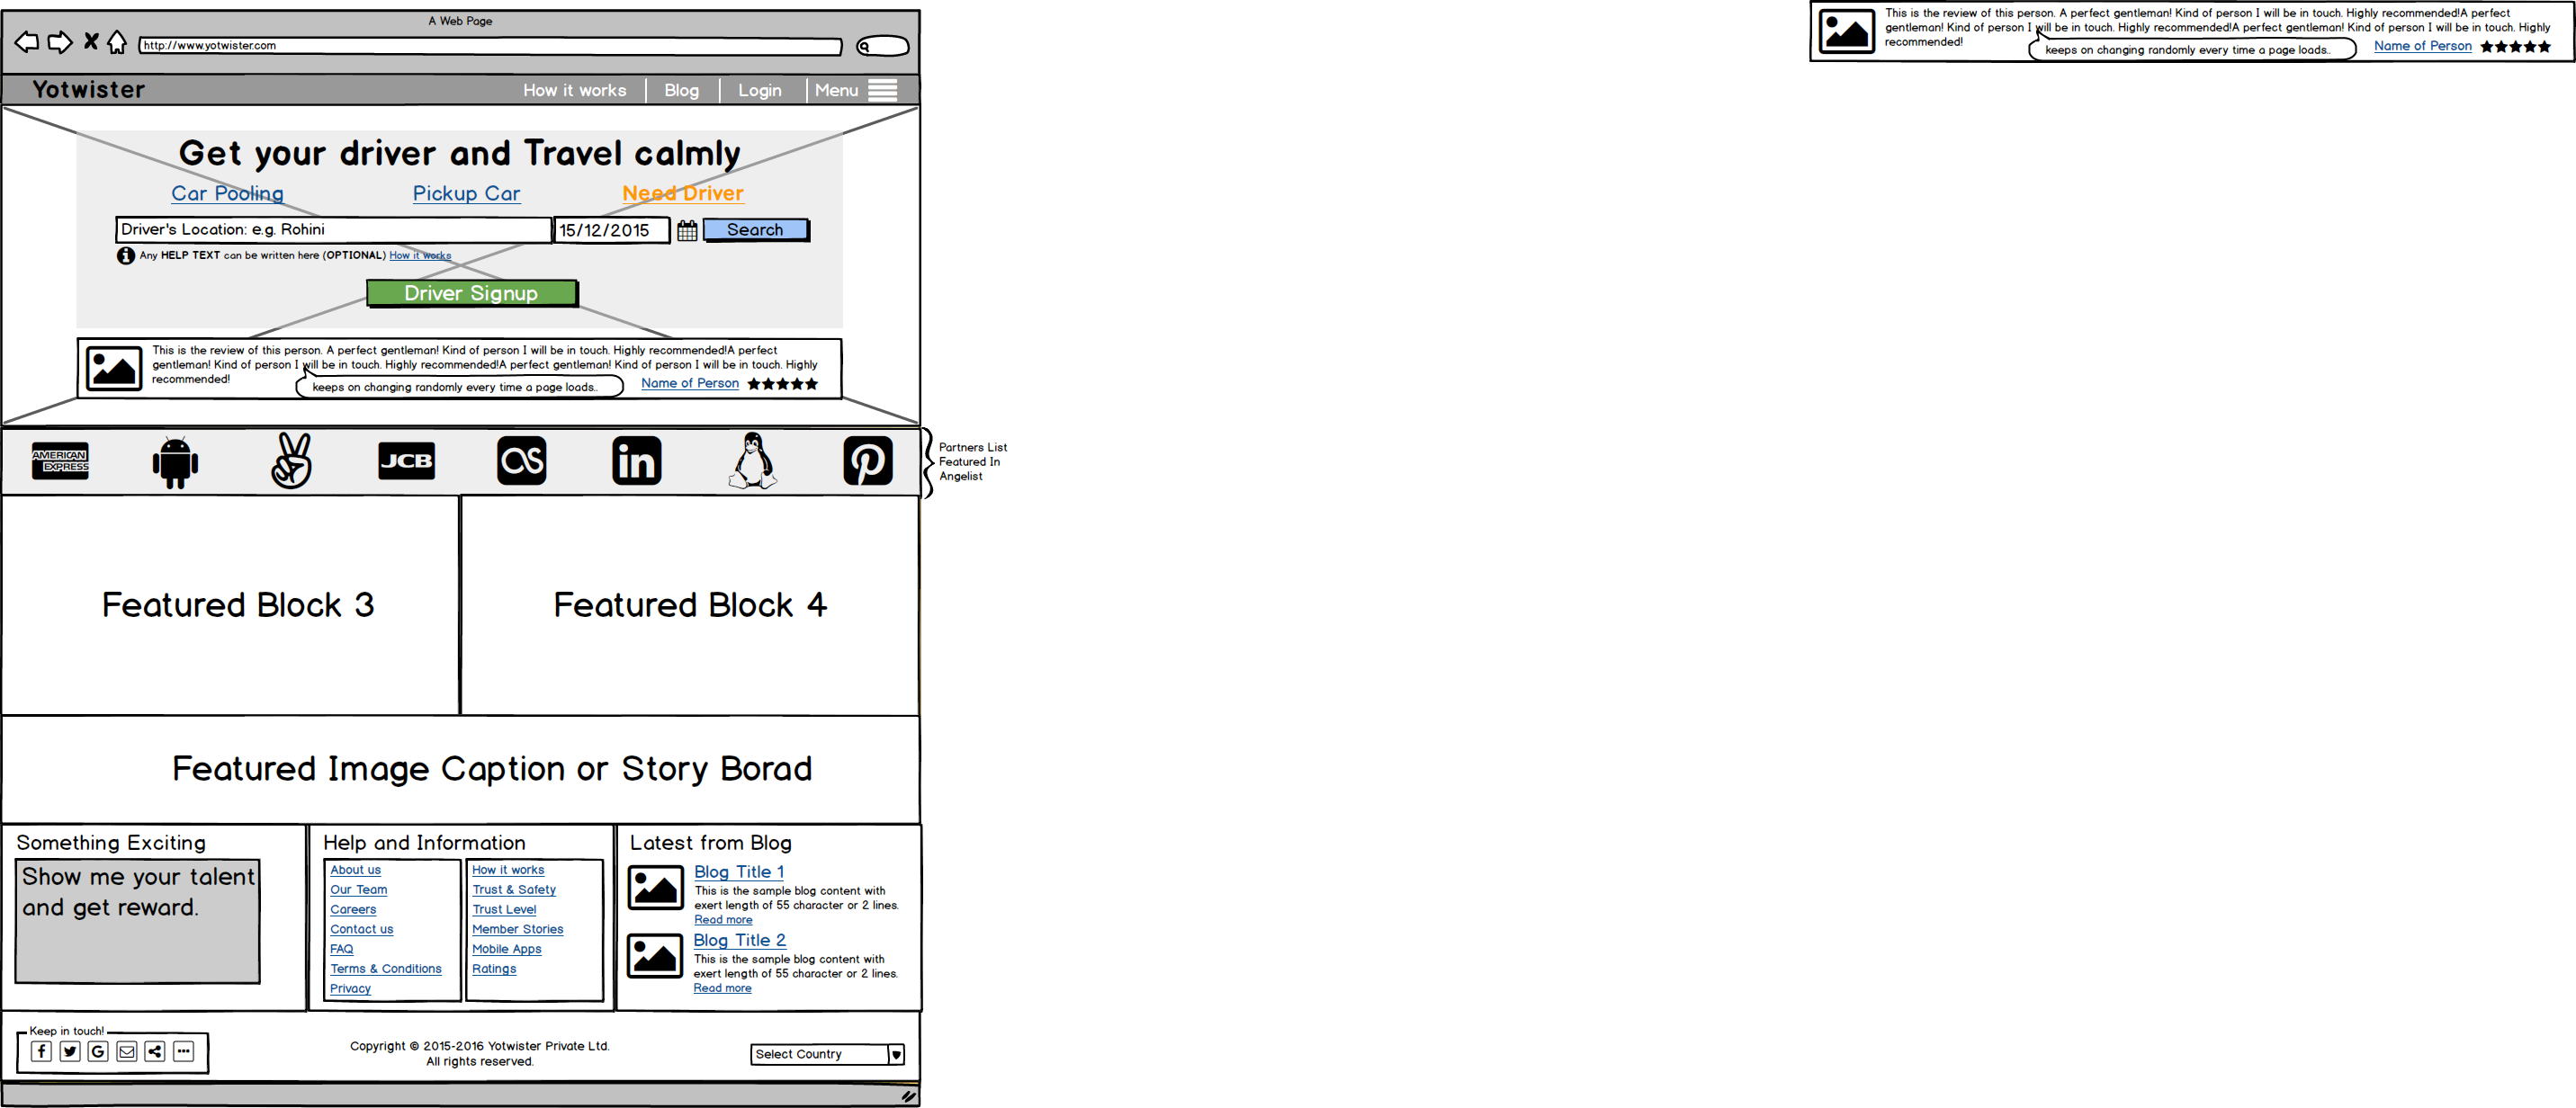 A Web Page
http://www.yotwister.com
Yotwister
How it works
Blog
Login
Menu
Get your driver and Travel calmly
Car Pooling
Pickup Car
Need Driver
Driver's Location: e.g. Rohini
15/12/2015
Search
Any HELP TEXT can be written here (OPTIONAL) How it works
Driver Signup
This is the review of this person. A perfect gentleman! Kind of person I will be in touch. Highly recommended!A perfect
gentleman! Kind of person I will be in touch. Highly recommended!A perfect gentleman! Kind of person I will be in touch. Highly
recommended!
keeps on changing randomly every time a page loads..
Name of Person
AMERICAN
EXPRESS
JCB
in
Partners List
Featured In
Angelist
Featured Block 3
Featured Block 4
Featured Image Caption or Story Borad
Something Exciting
Show me your talent
and get reward.
Help and Information
About us
Our Team
Careers
Contact us
FAQ
Terms & Conditions
Privacy
How it works
Trust & Safety
Trust Level
Member Stories
Mobile Apps
Ratings
Latest from Blog
Blog Title 1
This is the sample blog content with
exert length of 55 character or 2 lines.
Read more
Blog Title 2
This is the sample blog content with
exert length of 55 character or 2 lines.
Read more
Keep in touch!
Copyright © 2015-2016 Yotwister Private Ltd.
All rights reserved.
Select Country
This is the review of this person. A perfect gentleman! Kind of person I will be in touch. Highly recommended!A perfect
gentleman! Kind of person I will be in touch. Highly recommended!A perfect gentleman! Kind of person I will be in touch. Highly
recommended!
keeps on changing randomly every time a page loads..
Name of Person